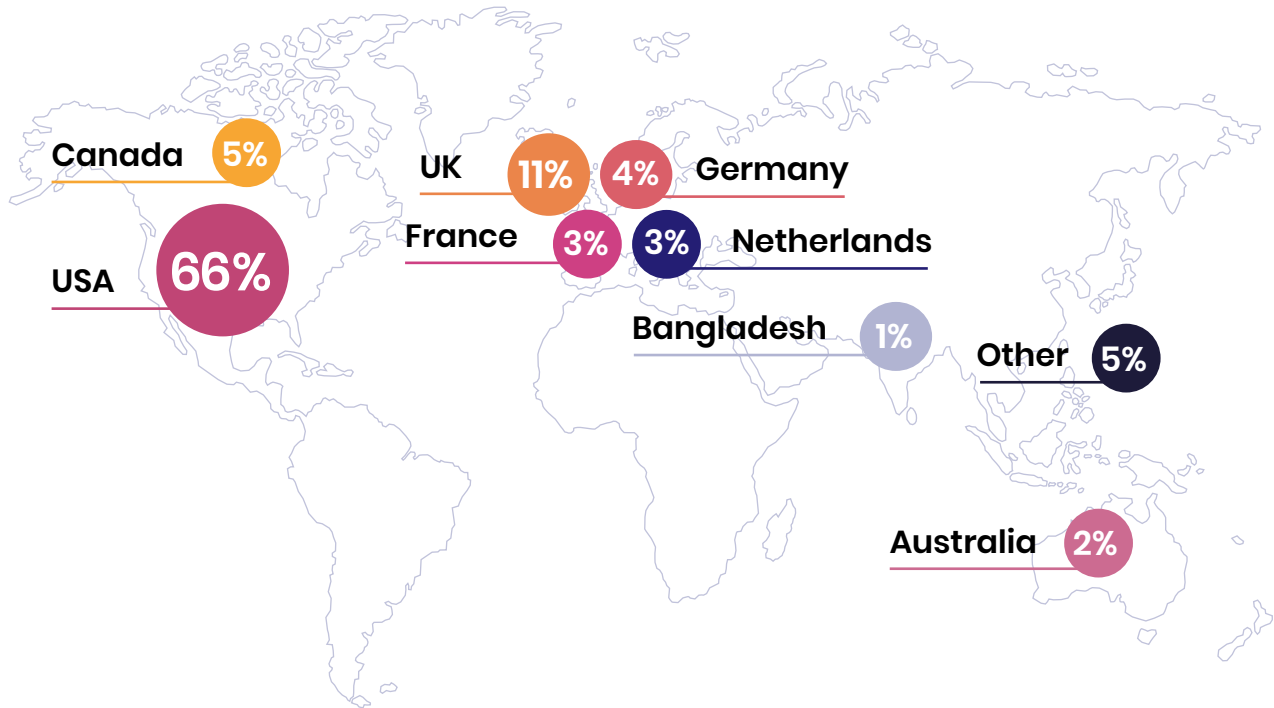 Canada 5%
USA 66%
UK 11%
4% Germany
France 3%
3% Netherlands
Bangladesh 1%
Other 5%
Australia 2%